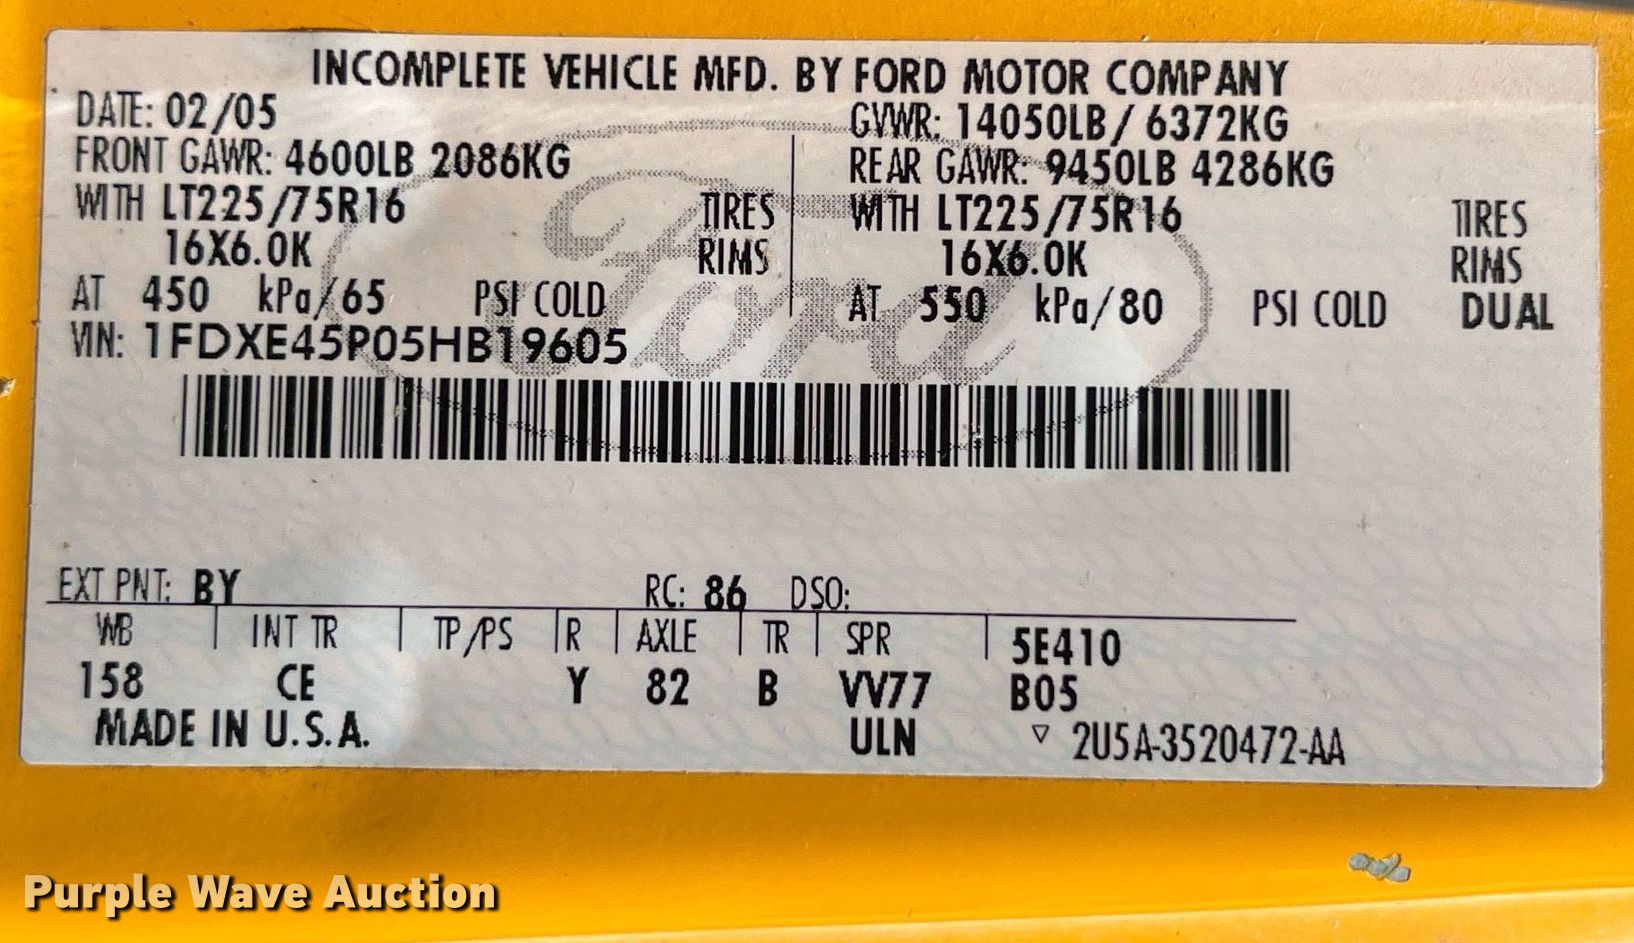 INCOMPLETE VEHICLE MFD. BY FORD MOTOR COMPANY
DATE: 02/05
GVWR: 14050LB/ 6372KG
FRONT GAWR: 4600LB 2086KG
REAR GAWR: 9450LB 4286KG
WITH LT225/75R16 TIRES
WITH LT225/75R16 TIRES
16X6.0K RIMS
16X6.0K RIMS
AT 450 kPa/65 PSI COLD
AT 550 kPa/80 PSI COLD DUAL
VIN: 1FDXE45P05HB19605
Ford
EXT PNT: BY RC: 86 DSO:
WB INT TR TP/PS R AXLE TR SPR 5E410
158 CE Y 82 B VV77 B05
MADE IN U.S.A. ULN ▽ 2U5A-3520472-AA
Purple Wave Auction